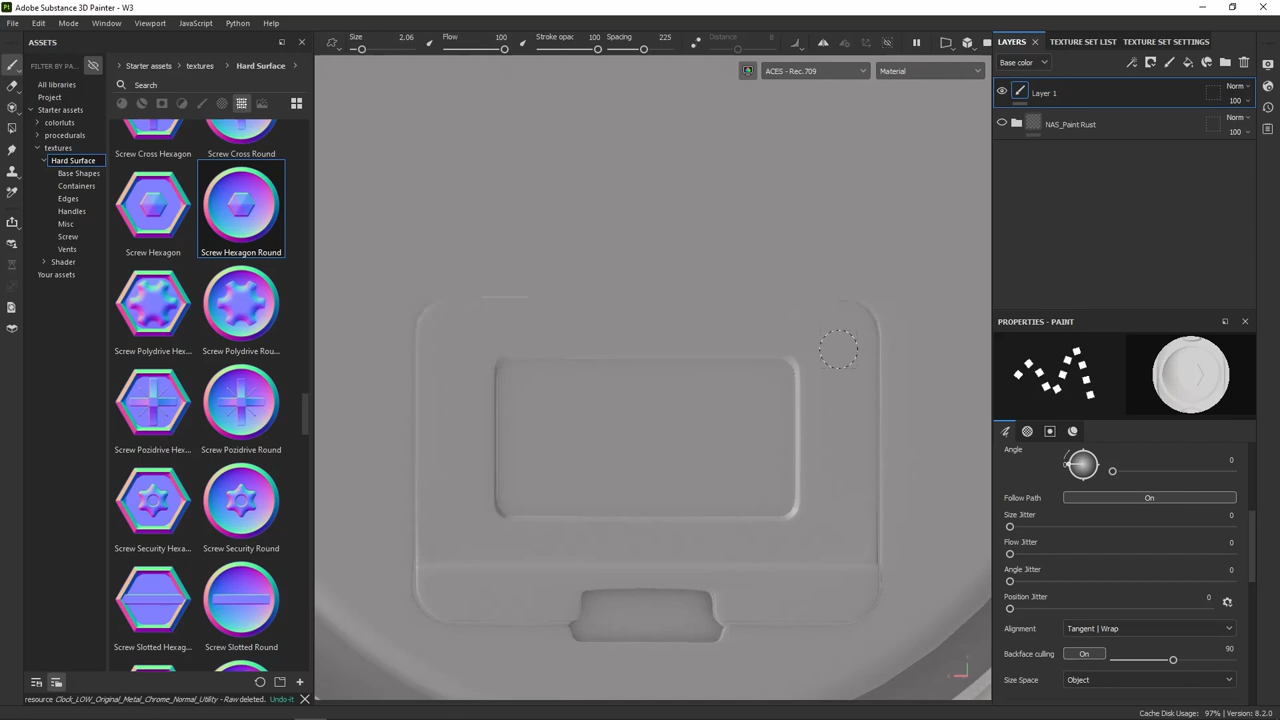 Adobe Substance 3D Painter - W3
File Edit Mode Viewport JavaScript Python Help
ASSETS
FILTER BY PA...
All libraries
Project
Starter assets
colorluts
procedurals
textures
Hard Surface
Base Shapes
Containers
Edges
Handles
Misc
Screw
Vents
Shader
Your assets
Starter assets
textures
Hard Surface
Search
Screw Cross Hexagon
Screw Cross Round
Screw Hexagon
Screw Hexagon Round
Screw Polydrive Hex...
Screw Polydrive Rou...
Screw Pozidrive Hex...
Screw Pozidrive Round
Screw Security Hexa...
Screw Security Round
Screw Slotted Hexag...
Screw Slotted Round
resource Clock_LOW_Original_Metal_Chrome_Normal_Utility - Raw deleted. Undo it
Size 2.06
Flow 100
Stroke opa... 100
Spacing 225
Distance 8
ACES - Rec.709
Material
LAYERS
TEXTURE SET LIST
TEXTURE SET SETTINGS
Base color
Layer 1
Norm
100
NAS_Paint Rust
Norm
100
PROPERTIES - PAINT
Angle 0
Follow Path On
Size Jitter 0
Flow Jitter 0
Angle Jitter 0
Position Jitter 0
Alignment Tangent | Wrap
Backface culling On 90
Size Space Object
Cache Disk Usage: 97% | Version: 8.2.0